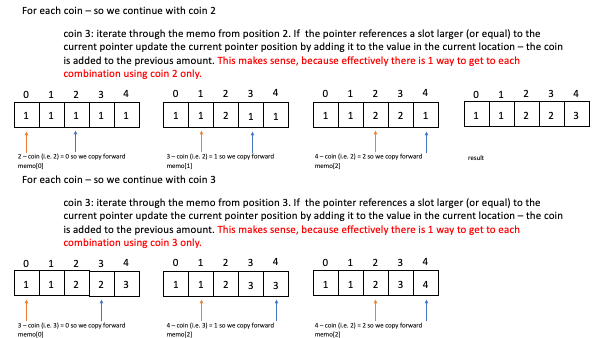 For each coin – so we continue with coin 2
coin 3: iterate through the memo from position 2. If the pointer references a slot larger (or equal) to the
current pointer update the current pointer position by adding it to the value in the current location – the coin
is added to the previous amount. This makes sense, because effectively there is 1 way to get to each
combination using coin 2 only.
0 1 2 3 4
1 1 1 1 1
2 – coin (i.e. 2) = 0 so we copy forward
memo[0]
0 1 2 3 4
1 1 2 1 1
3 – coin (i.e. 2) = 1 so we copy forward
memo[1]
0 1 2 3 4
1 1 2 2 1
4 – coin (i.e. 2) = 2 so we copy forward
memo[2]
0 1 2 3 4
1 1 2 2 3
result
For each coin – so we continue with coin 3
coin 3: iterate through the memo from position 3. If the pointer references a slot larger (or equal) to the
current pointer update the current pointer position by adding it to the value in the current location – the coin
is added to the previous amount. This makes sense, because effectively there is 1 way to get to each
combination using coin 3 only.
0 1 2 3 4
1 1 2 2 3
3 – coin (i.e. 3) = 0 so we copy forward
memo[0]
0 1 2 3 4
1 1 2 3 3
4 – coin (i.e. 3) = 1 so we copy forward
memo[2]
0 1 2 3 4
1 1 2 3 4
4 – coin (i.e. 2) = 2 so we copy forward
memo[2]